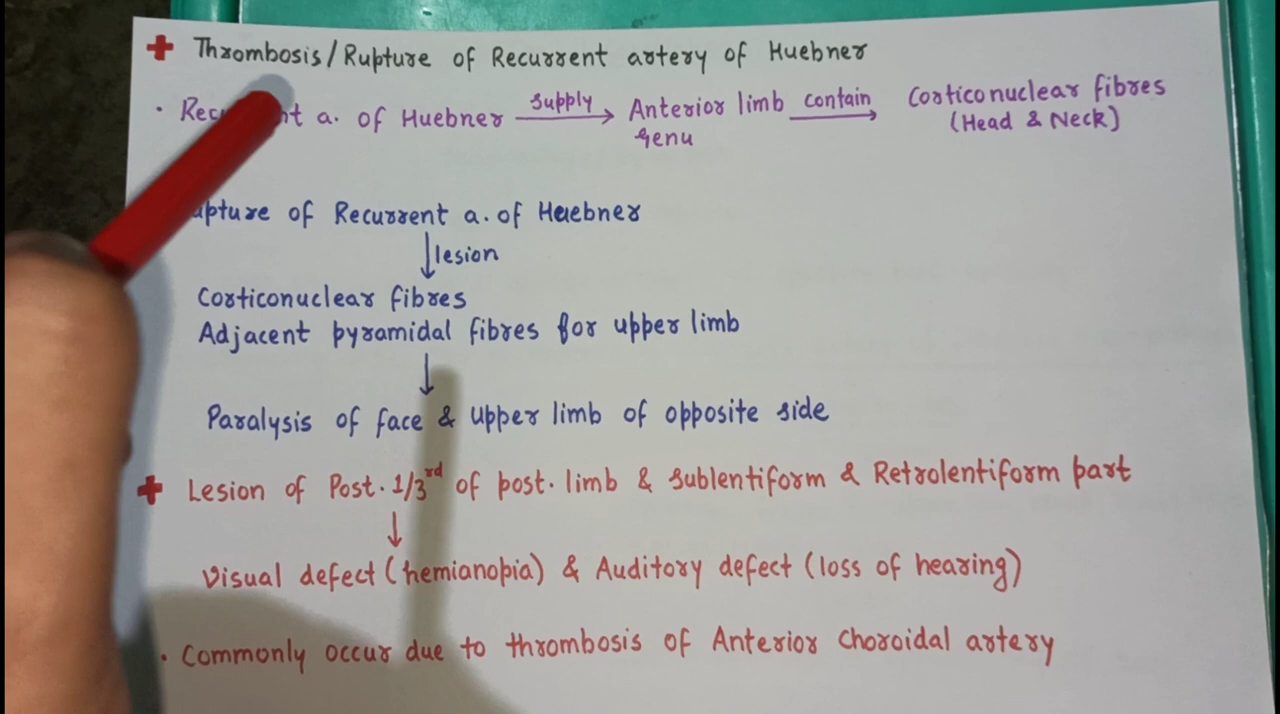 Thrombosis/Rupture of Recurrent artery of Huebner
· a. of Huebner supply Anterior limb contain Corticonuclear fibres
Genu (Head & Neck)
of Recurrent a. of Huebner
lesion
Corticonuclear fibres
Adjacent pyramidal fibres for upper limb
Paralysis of face & upper limb of opposite side
Lesion of Post. 1/3rd of post. limb & sublentiform & Retrolentiform part
Visual defect (hemianopia) & Auditory defect (loss of hearing)
· Commonly occur due to thrombosis of Anterior choroidal artery